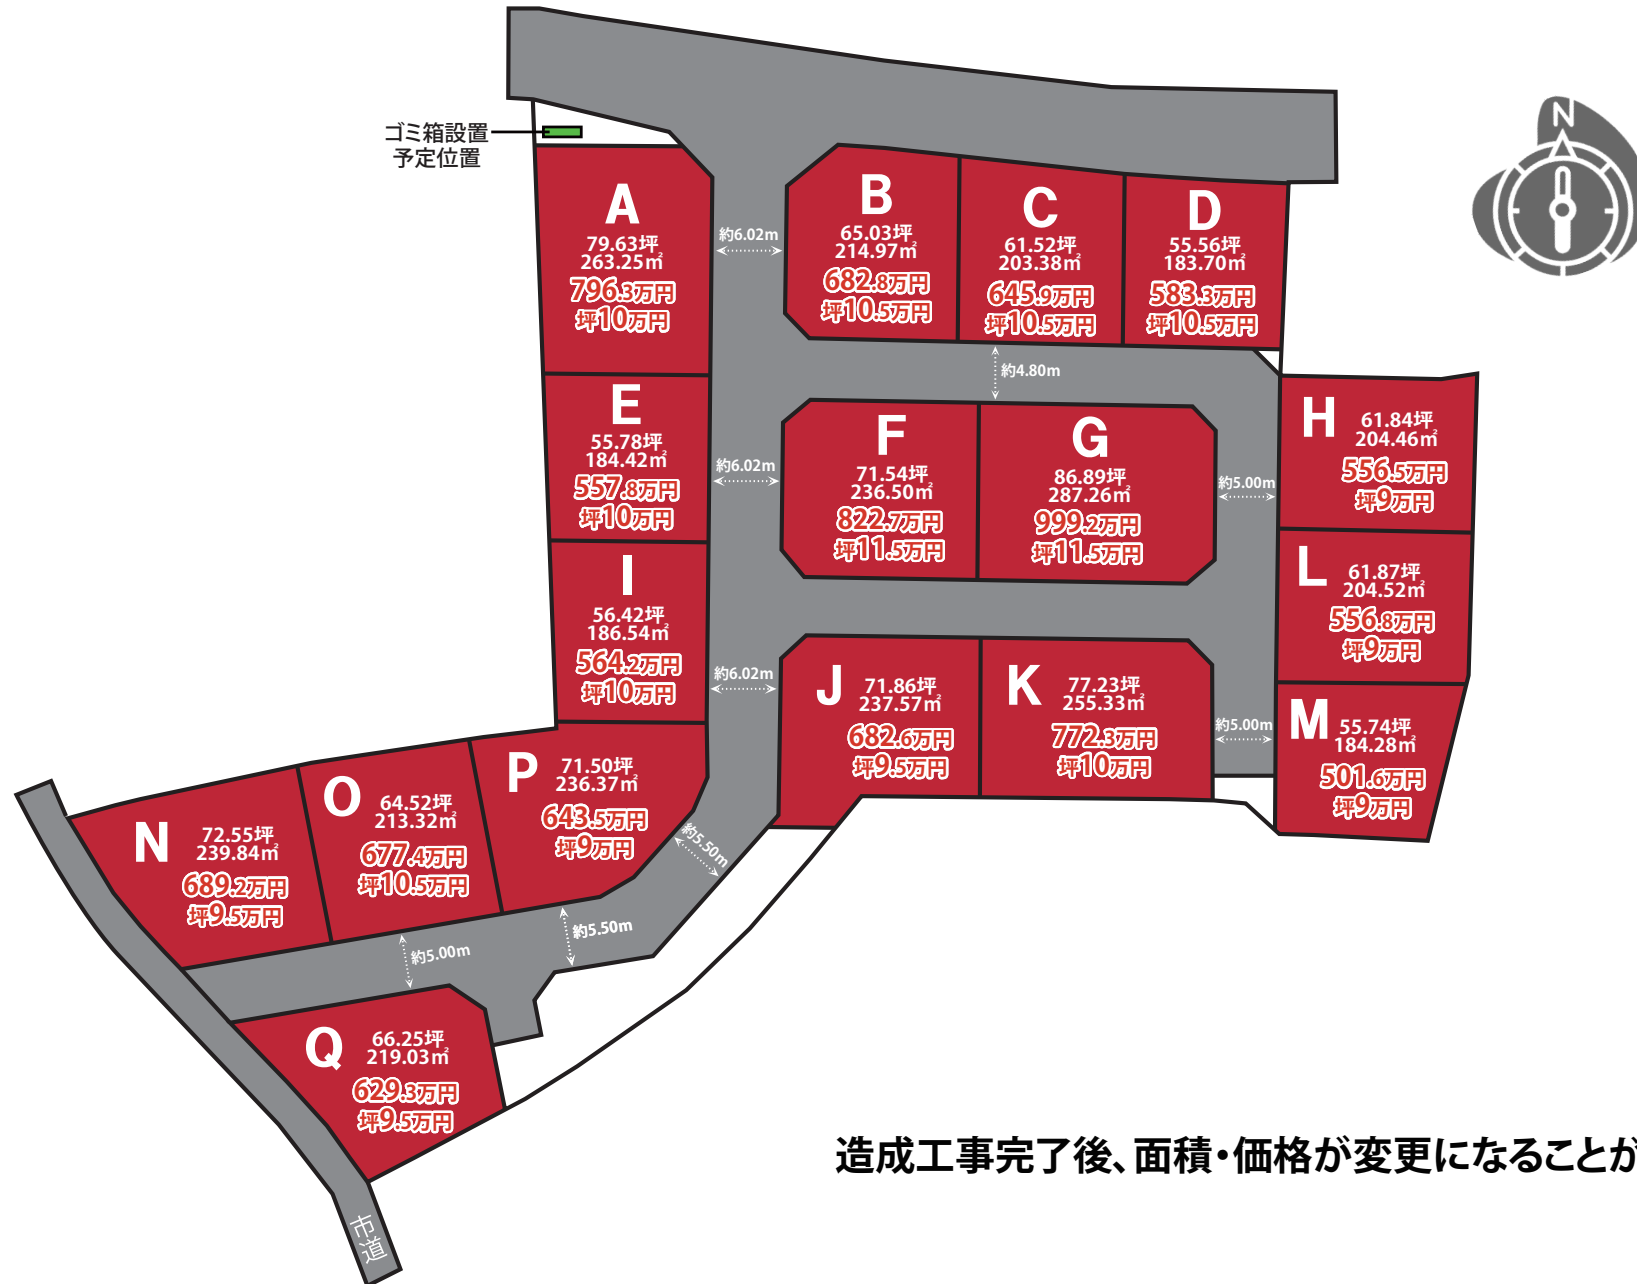 N
ゴミ箱設置
予定位置
A
79.63坪
263.25㎡
796.3万円
坪10万円
約6.02m
B
65.03坪
214.97㎡
682.8万円
坪10.5万円
C
61.52坪
203.38㎡
645.9万円
坪10.5万円
D
55.56坪
183.70㎡
583.3万円
坪10.5万円
約4.80m
E
55.78坪
184.42㎡
557.8万円
坪10万円
約6.02m
F
71.54坪
236.50㎡
822.7万円
坪11.5万円
G
86.89坪
287.26㎡
999.2万円
坪11.5万円
約5.00m
H
61.84坪
204.46㎡
556.5万円
坪9万円
I
56.42坪
186.54㎡
564.2万円
坪10万円
約6.02m
J
71.86坪
237.57㎡
682.6万円
坪9.5万円
K
77.23坪
255.33㎡
772.3万円
坪10万円
約5.00m
L
61.87坪
204.52㎡
556.8万円
坪9万円
M
55.74坪
184.28㎡
501.6万円
坪9万円
N
72.55坪
239.84㎡
689.2万円
坪9.5万円
O
64.52坪
213.32㎡
677.4万円
坪10.5万円
P
71.50坪
236.37㎡
643.5万円
坪9万円
約5.50m
約5.50m
約5.00m
Q
66.25坪
219.03㎡
629.3万円
坪9.5万円
市道
造成工事完了後、面積・価格が変更になることが